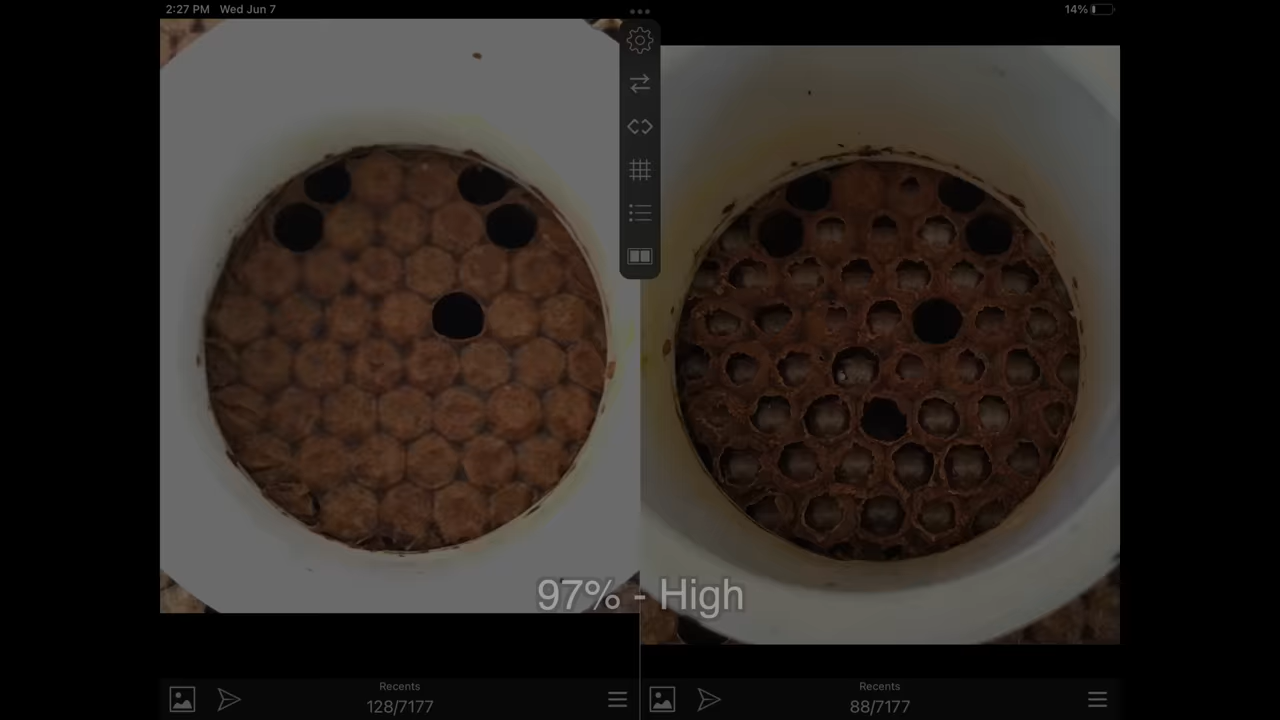 2:27 PM Wed Jun 7
14%
97% - High
Recents
128/7177
Recents
88/7177